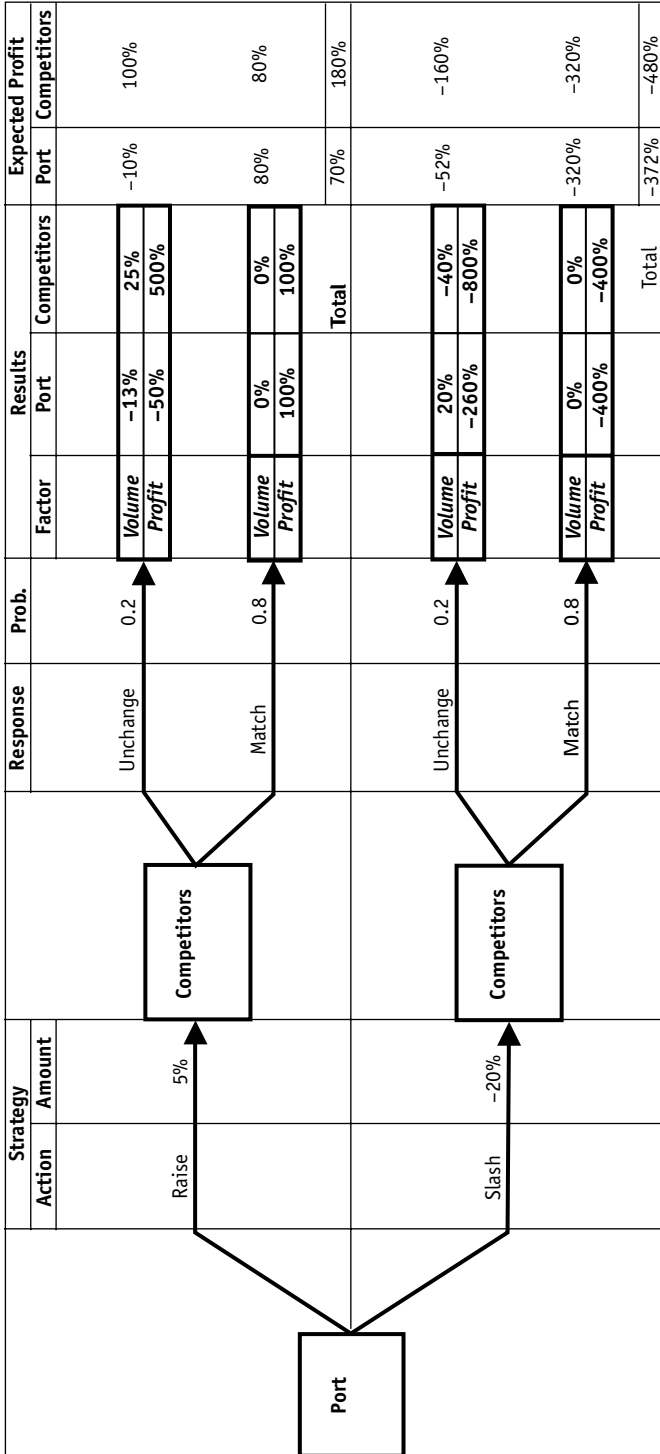 Strategy Response Prob. Results Expected Profit
Action Amount Factor Port Competitors Port Competitors
Unchange 0.2 Volume −13% 25% −10% 100%
Profit −50% 500%
Raise 5% Competitors
Match 0.8 Volume 0% 0% 80% 80%
Profit 100% 100%
Total 70% 180%
Port
Unchange 0.2 Volume 20% −40% −52% −160%
Profit −260% −800%
Slash −20% Competitors
Match 0.8 Volume 0% 0% −320% −320%
Profit −400% −400%
Total −372% −480%